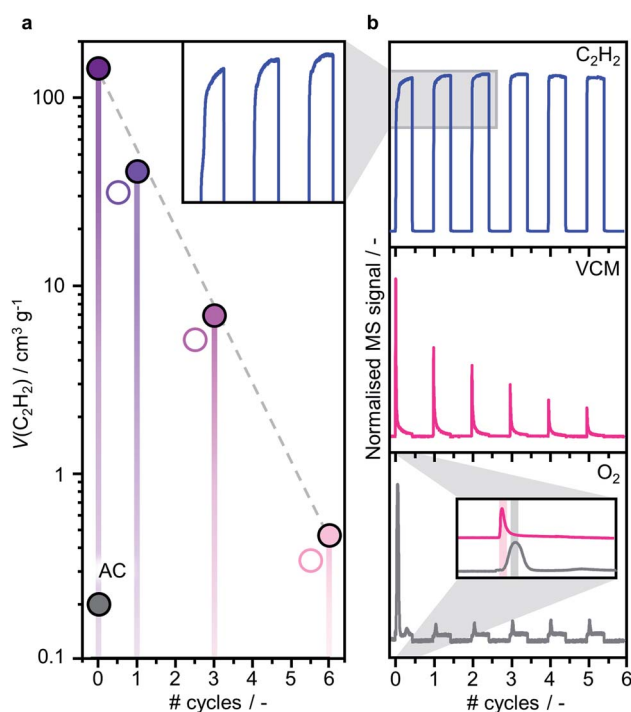 a
V(C₂H₂) / cm³ g⁻¹
100
10
1
0.1
AC
0 1 2 3 4 5 6
# cycles / -
b
Normalised MS signal / -
C₂H₂
VCM
O₂
0 1 2 3 4 5 6
# cycles / -